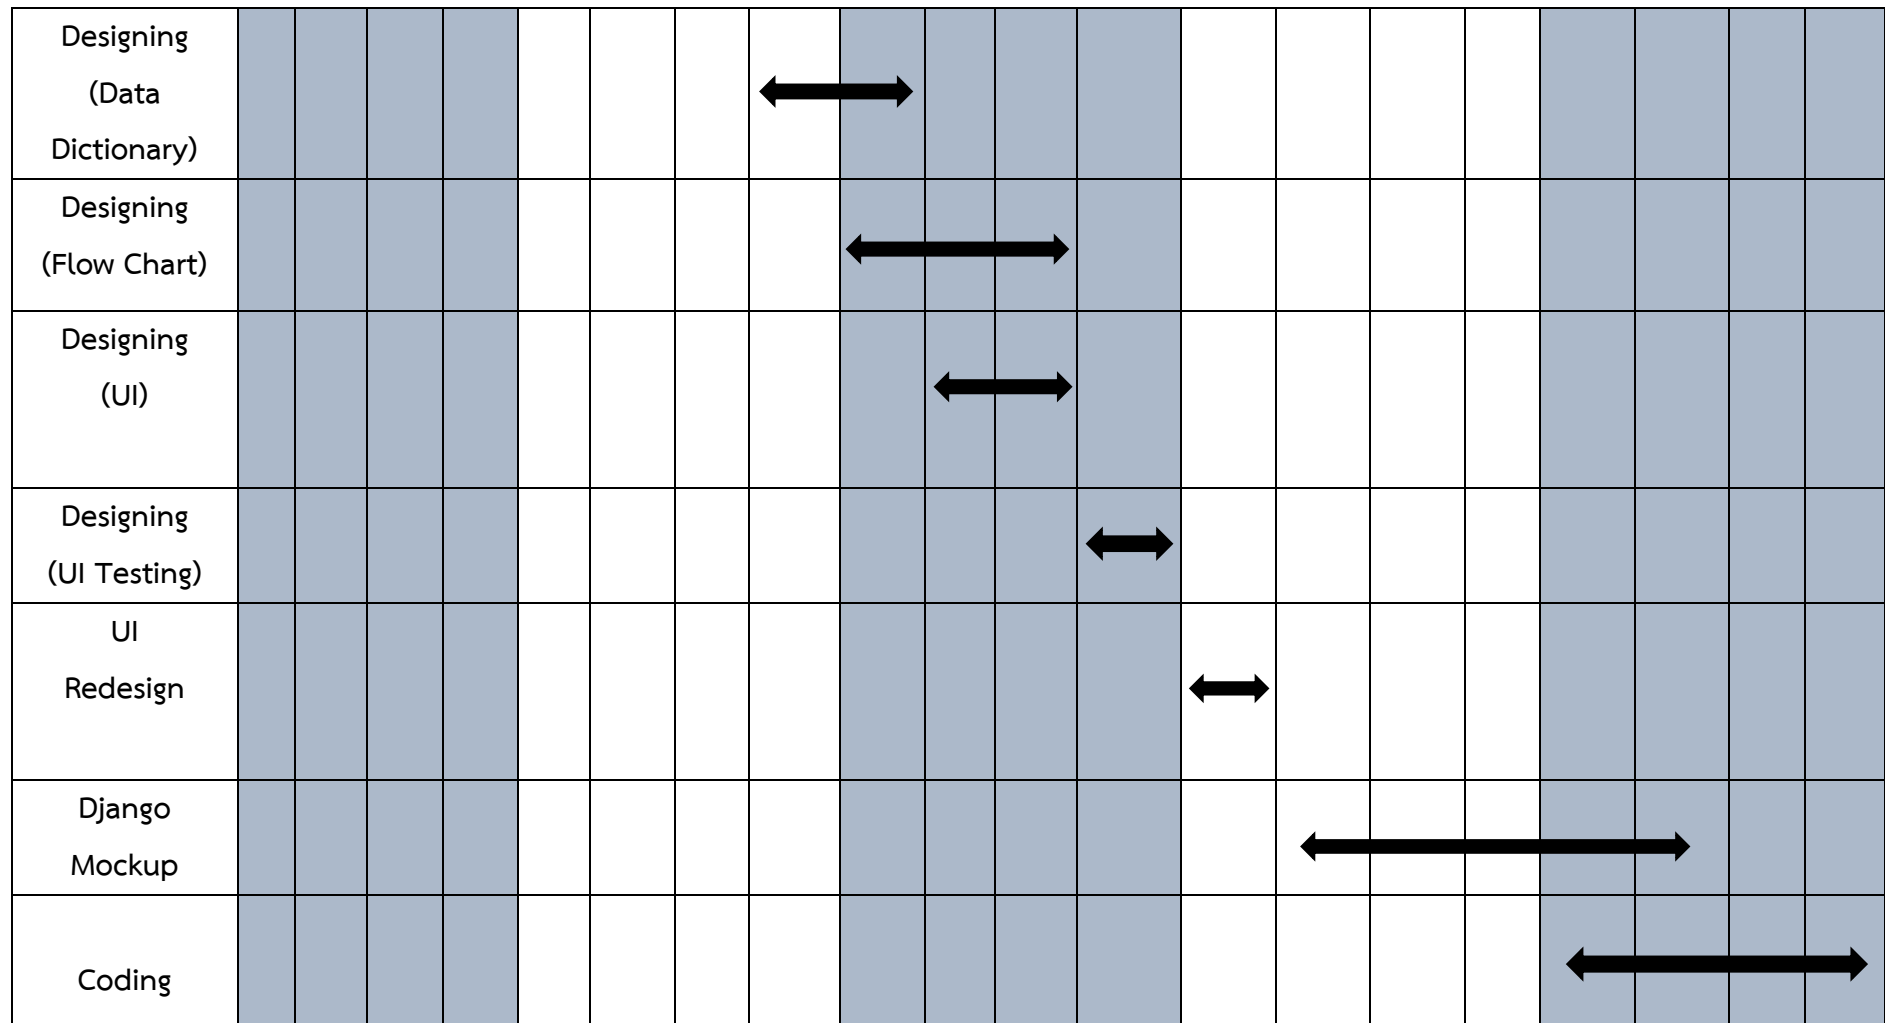 Designing
(Data
Dictionary)
Designing
(Flow Chart)
Designing
(UI)
Designing
(UI Testing)
UI
Redesign
Django
Mockup
Coding